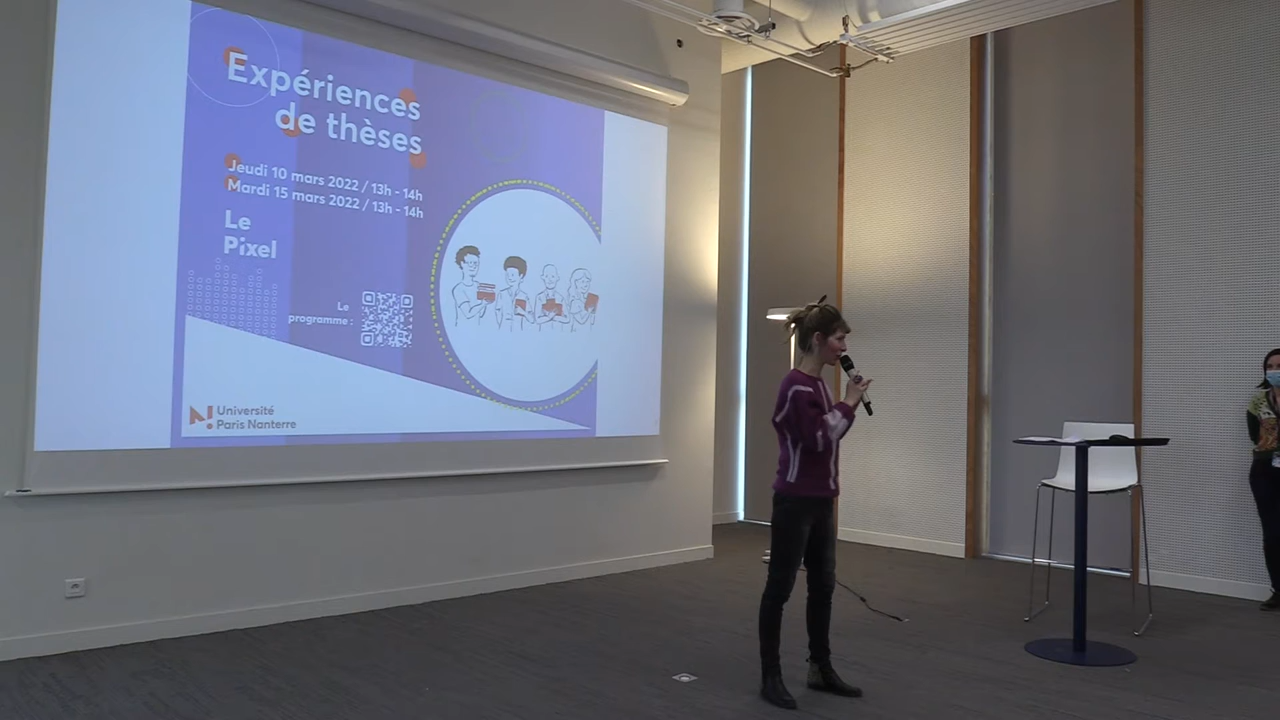 Expériences
de thèses
Jeudi 10 mars 2022 / 13h - 14h
Mardi 15 mars 2022 / 13h - 14h
Le
Pixel
Le
programme :
Université
Paris Nanterre